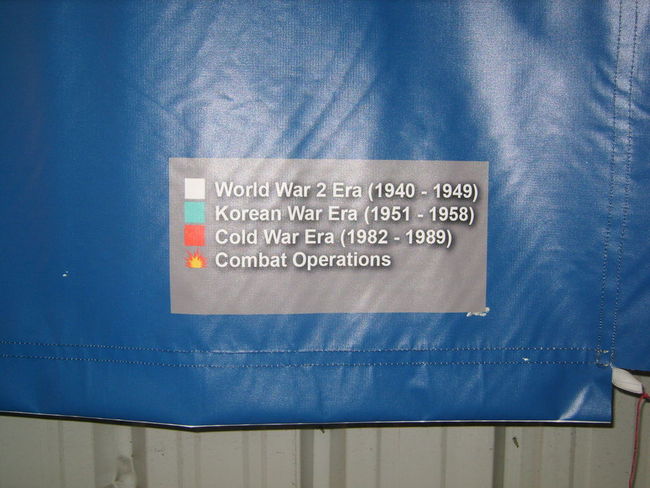 World War 2 Era (1940 - 1949)
Korean War Era (1951 - 1958)
Cold War Era (1982 - 1989)
Combat Operations